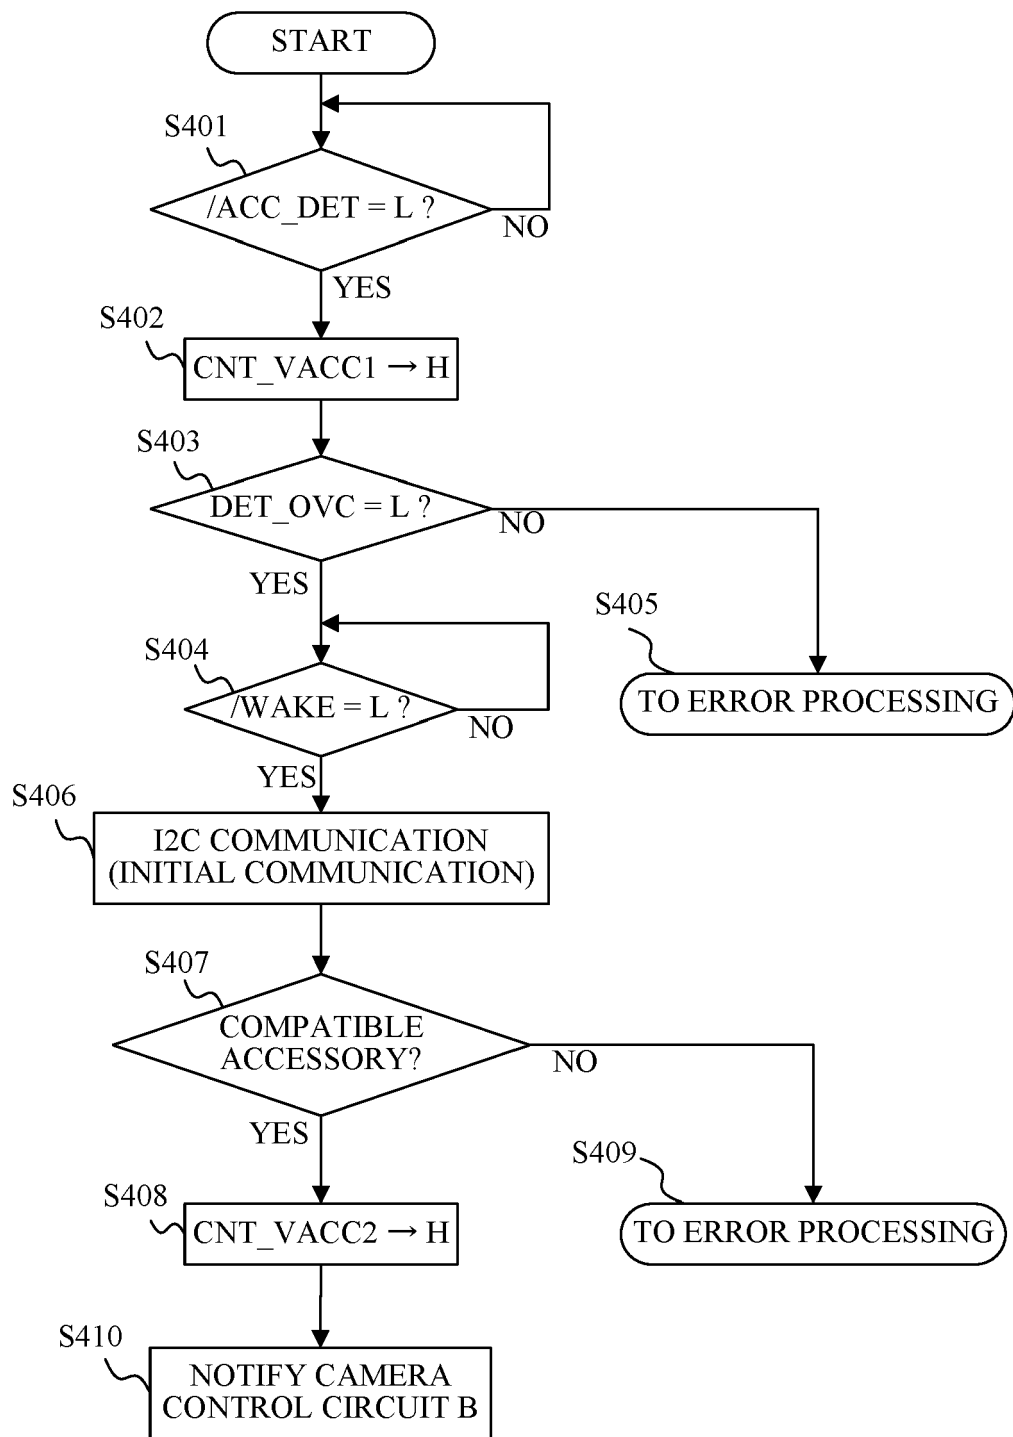 START
S401
/ACC_DET = L ?
NO
YES
S402
CNT_VACC1 → H
S403
DET_OVC = L ?
NO
YES
S405
TO ERROR PROCESSING
S404
/WAKE = L ?
NO
YES
S406
I2C COMMUNICATION
(INITIAL COMMUNICATION)
S407
COMPATIBLE
ACCESSORY?
NO
YES
S409
TO ERROR PROCESSING
S408
CNT_VACC2 → H
S410
NOTIFY CAMERA
CONTROL CIRCUIT B